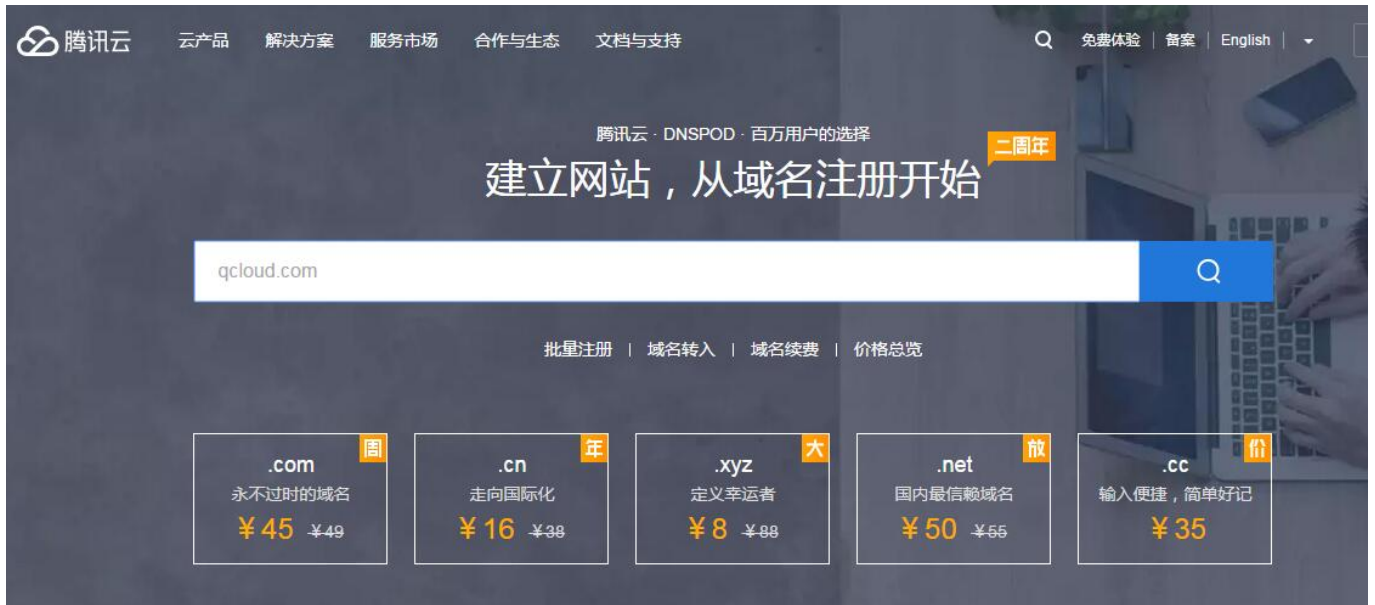 腾讯云 云产品 解决方案 服务市场 合作与生态 文档与支持 免费体验 | 备案 | English |
腾讯云 · DNSPOD · 百万用户的选择
二周年
建立网站，从域名注册开始
qcloud.com
批量注册 | 域名转入 | 域名续费 | 价格总览
周
.com
永不过时的域名
¥45 ¥49
年
.cn
走向国际化
¥16 ¥38
大
.xyz
定义幸运者
¥8 ¥88
放
.net
国内最信赖域名
¥50 ¥55
价
.cc
输入便捷，简单好记
¥35